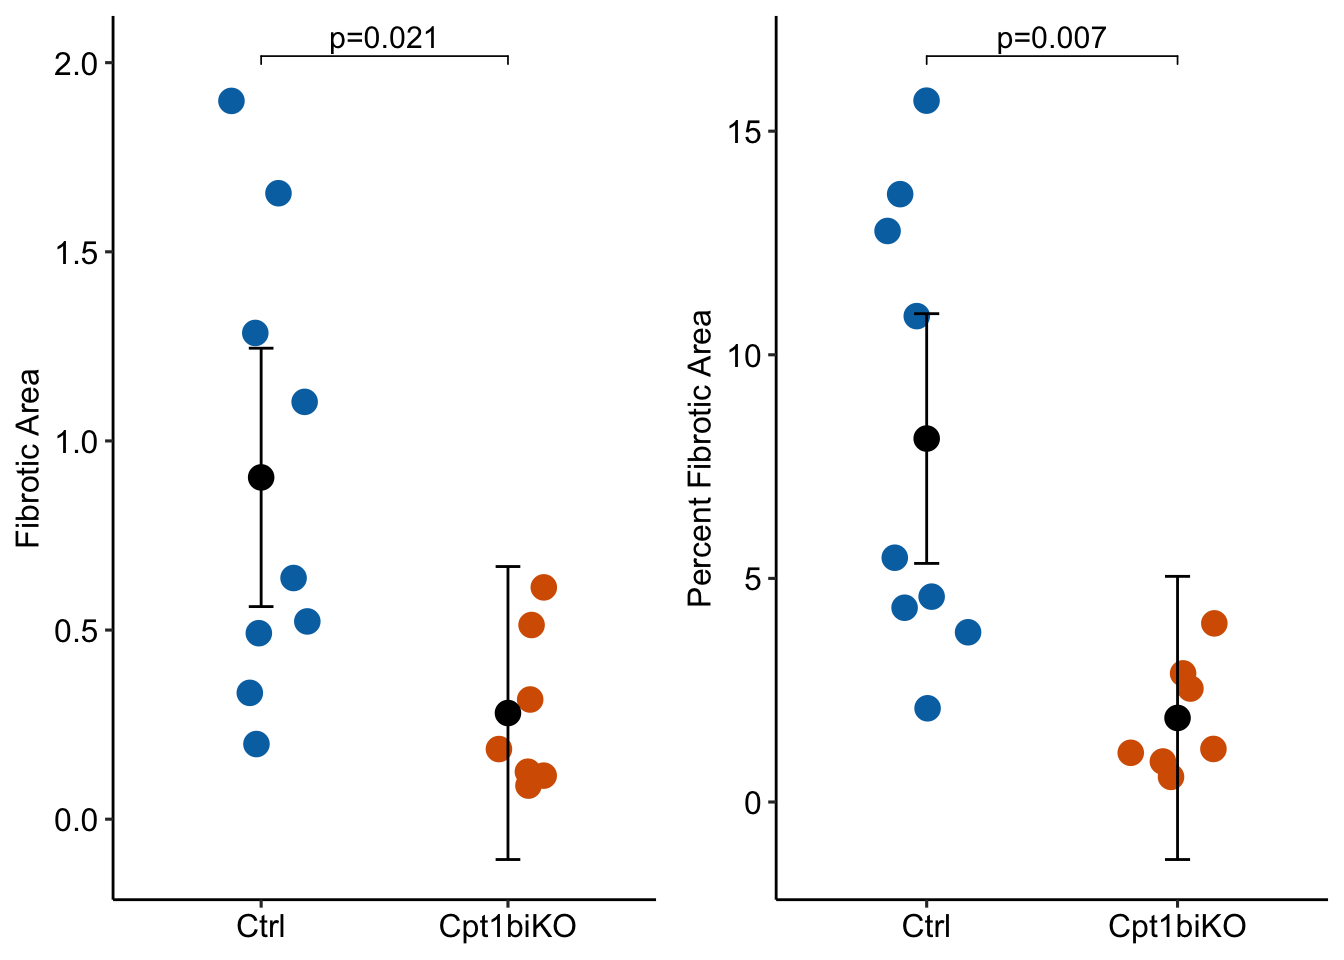 p=0.021
2.0
1.5
1.0
0.5
0.0
Fibrotic Area
Ctrl
Cpt1biKO
p=0.007
15
10
5
0
Percent Fibrotic Area
Ctrl
Cpt1biKO